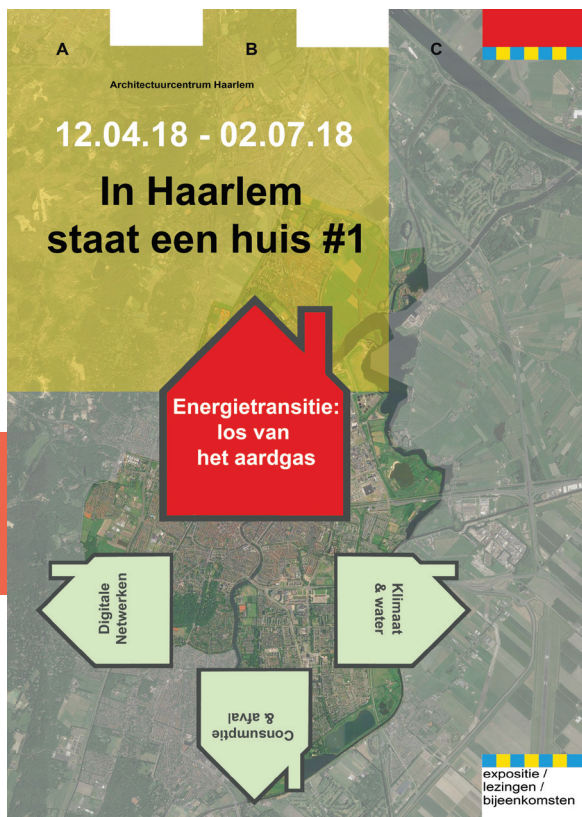 A B C
Architectuurcentrum Haarlem
12.04.18 - 02.07.18
In Haarlem
staat een huis #1
Energietransitie:
los van
het aardgas
Digitale
Netwerken
Klimaat
& water
Consumptie
& afval
expositie /
lezingen /
bijeenkomsten